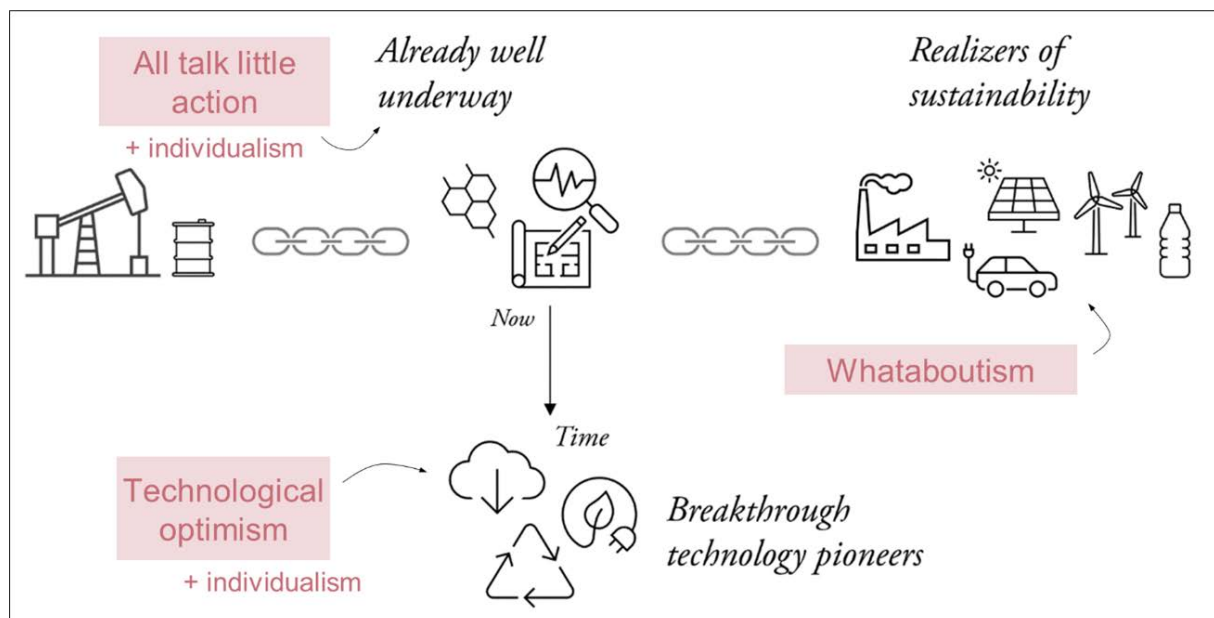 All talk little
action
+ individualism
Already well
underway
Realizers of
sustainability
Now
Whataboutism
Time
Technological
optimism
+ individualism
Breakthrough
technology pioneers